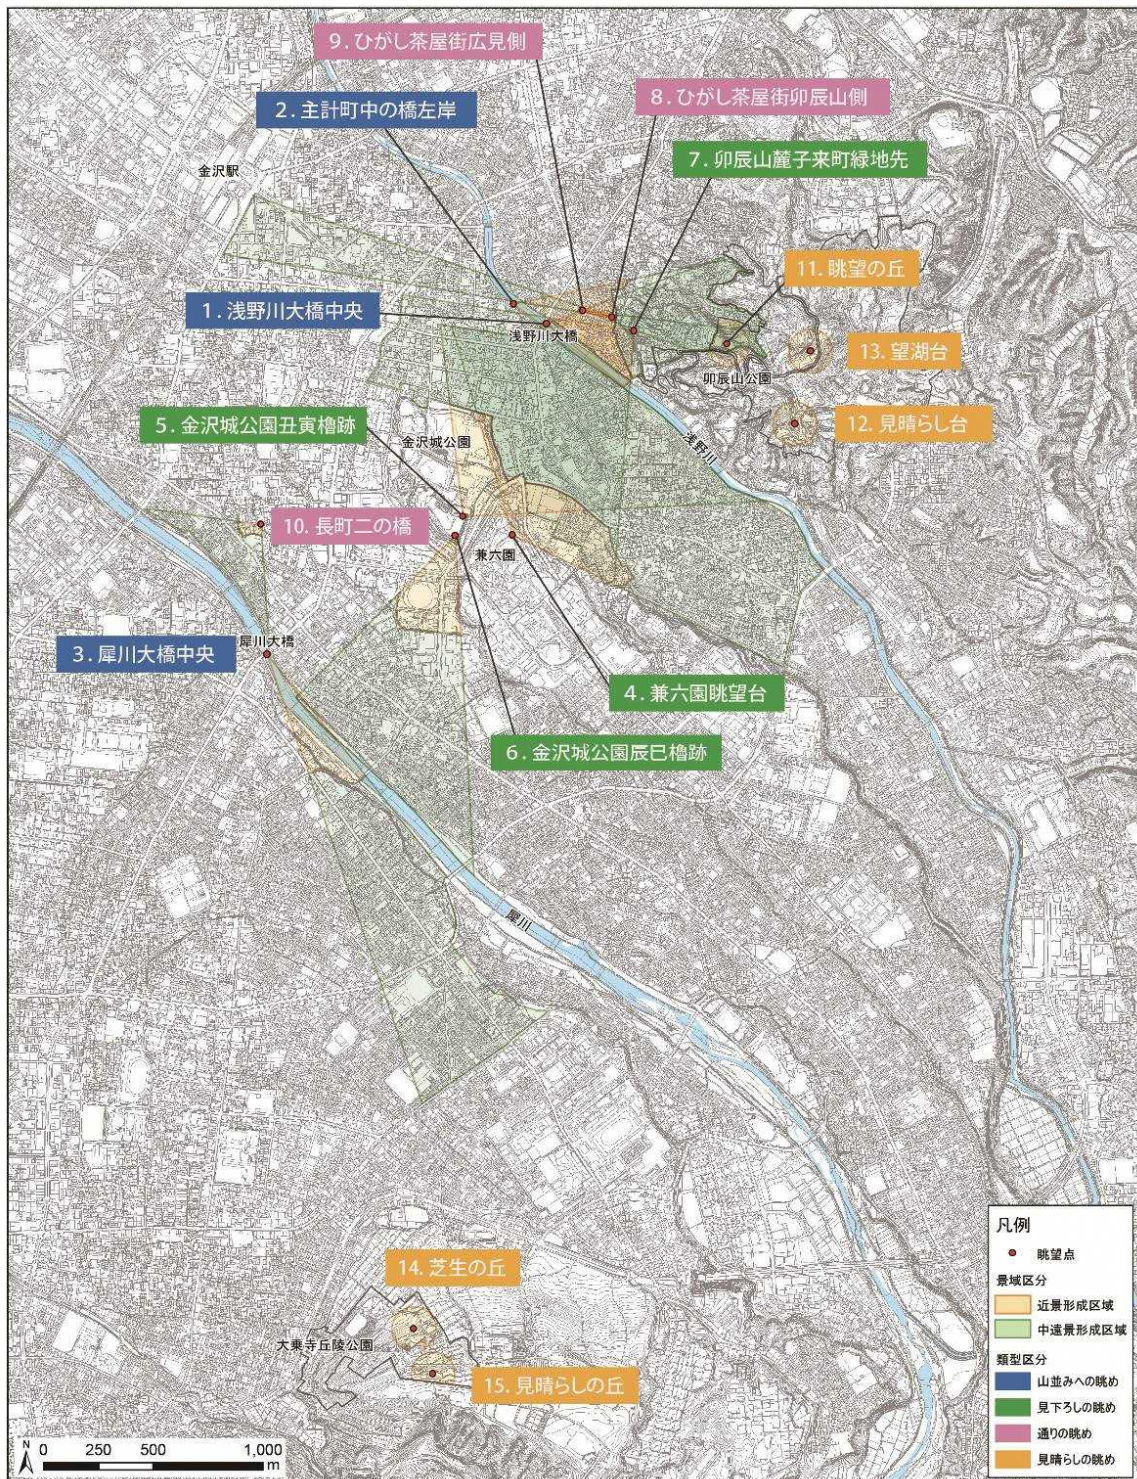 9. ひがし茶屋街広見側
2. 主計町中の橋左岸
8. ひがし茶屋街卯辰山側
7. 卯辰山麓子来町緑地先
金沢駅
11. 眺望の丘
1. 浅野川大橋中央
浅野川大橋
13. 望湖台
卯辰山公園
5. 金沢城公園丑寅櫓跡
金沢城公園
12. 見晴らし台
浅野川
10. 長町二の橋
兼六園
犀川大橋
3. 犀川大橋中央
4. 兼六園眺望台
6. 金沢城公園辰巳櫓跡
犀川
14. 芝生の丘
大乗寺丘陵公園
15. 見晴らしの丘
凡例
眺望点
景域区分
近景形成区域
中遠景形成区域
類型区分
山並みへの眺め
見下ろしの眺め
通りの眺め
見晴らしの眺め
N 0 250 500 1,000
m